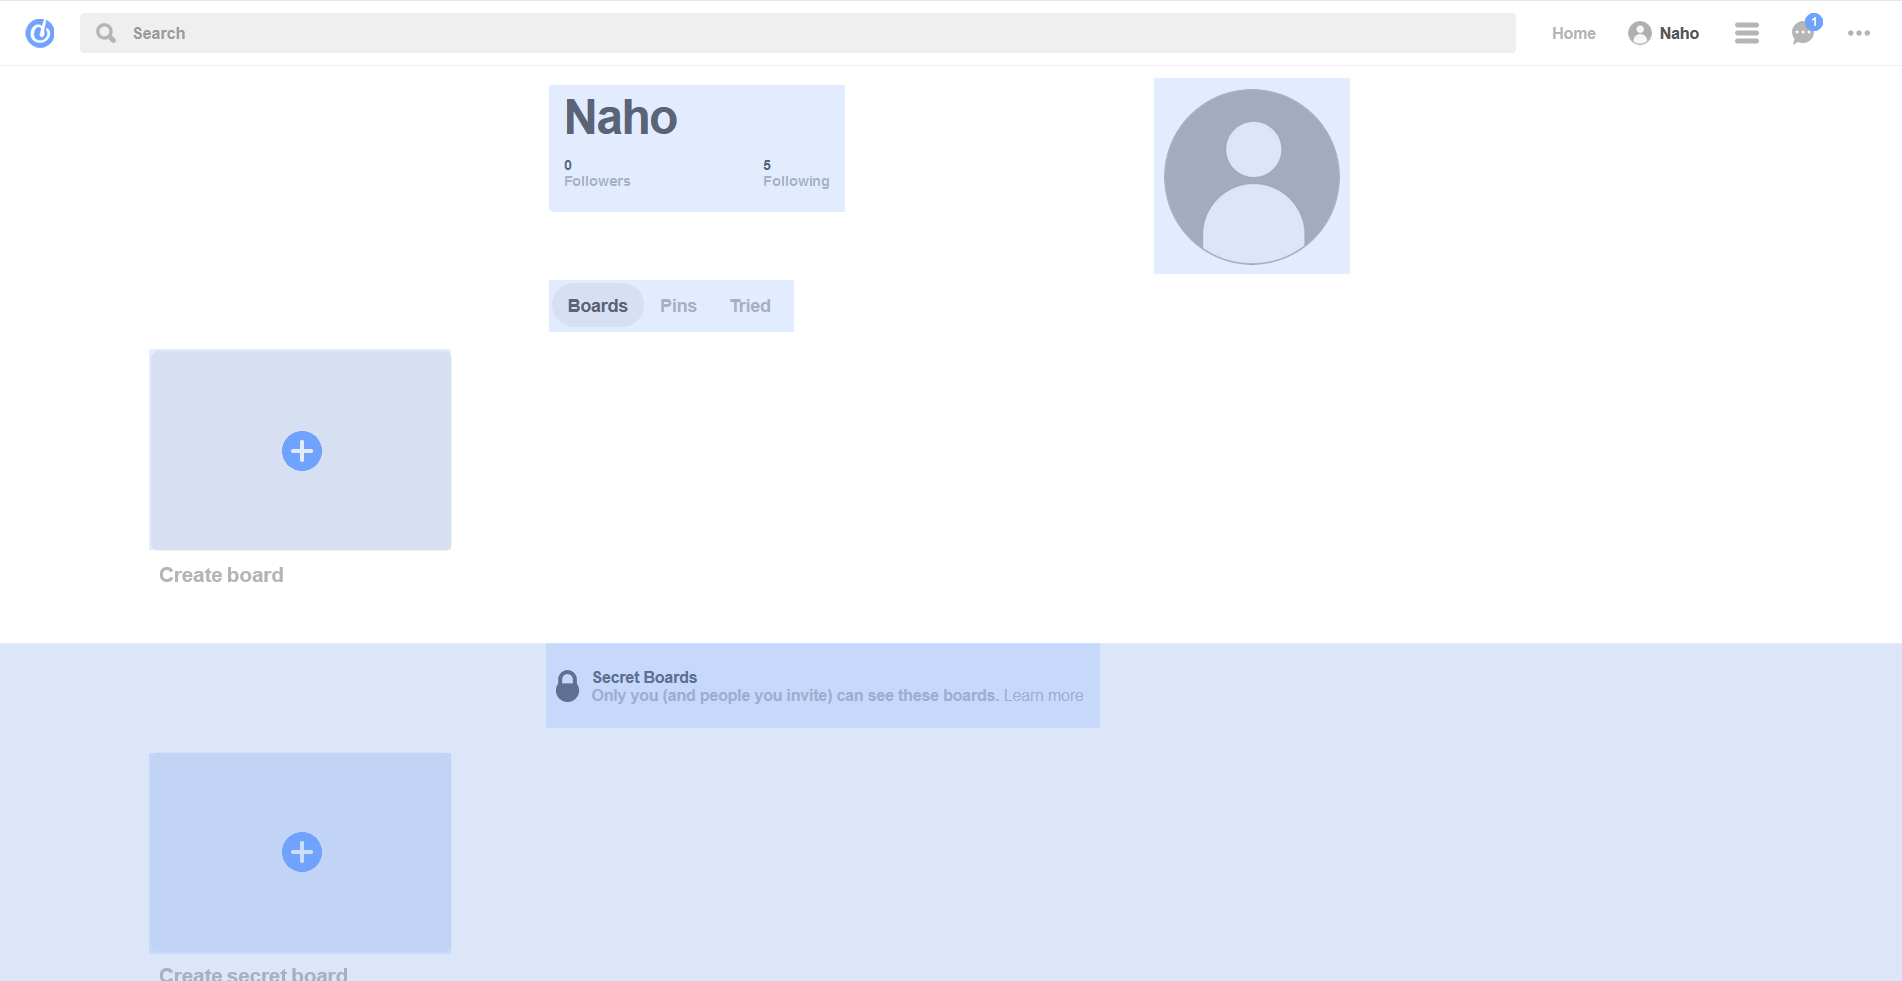 Search
Home
Naho
1
Naho
0
Followers
5
Following
Boards
Pins
Tried
Create board
Secret Boards
Only you (and people you invite) can see these boards. Learn more
Create secret board